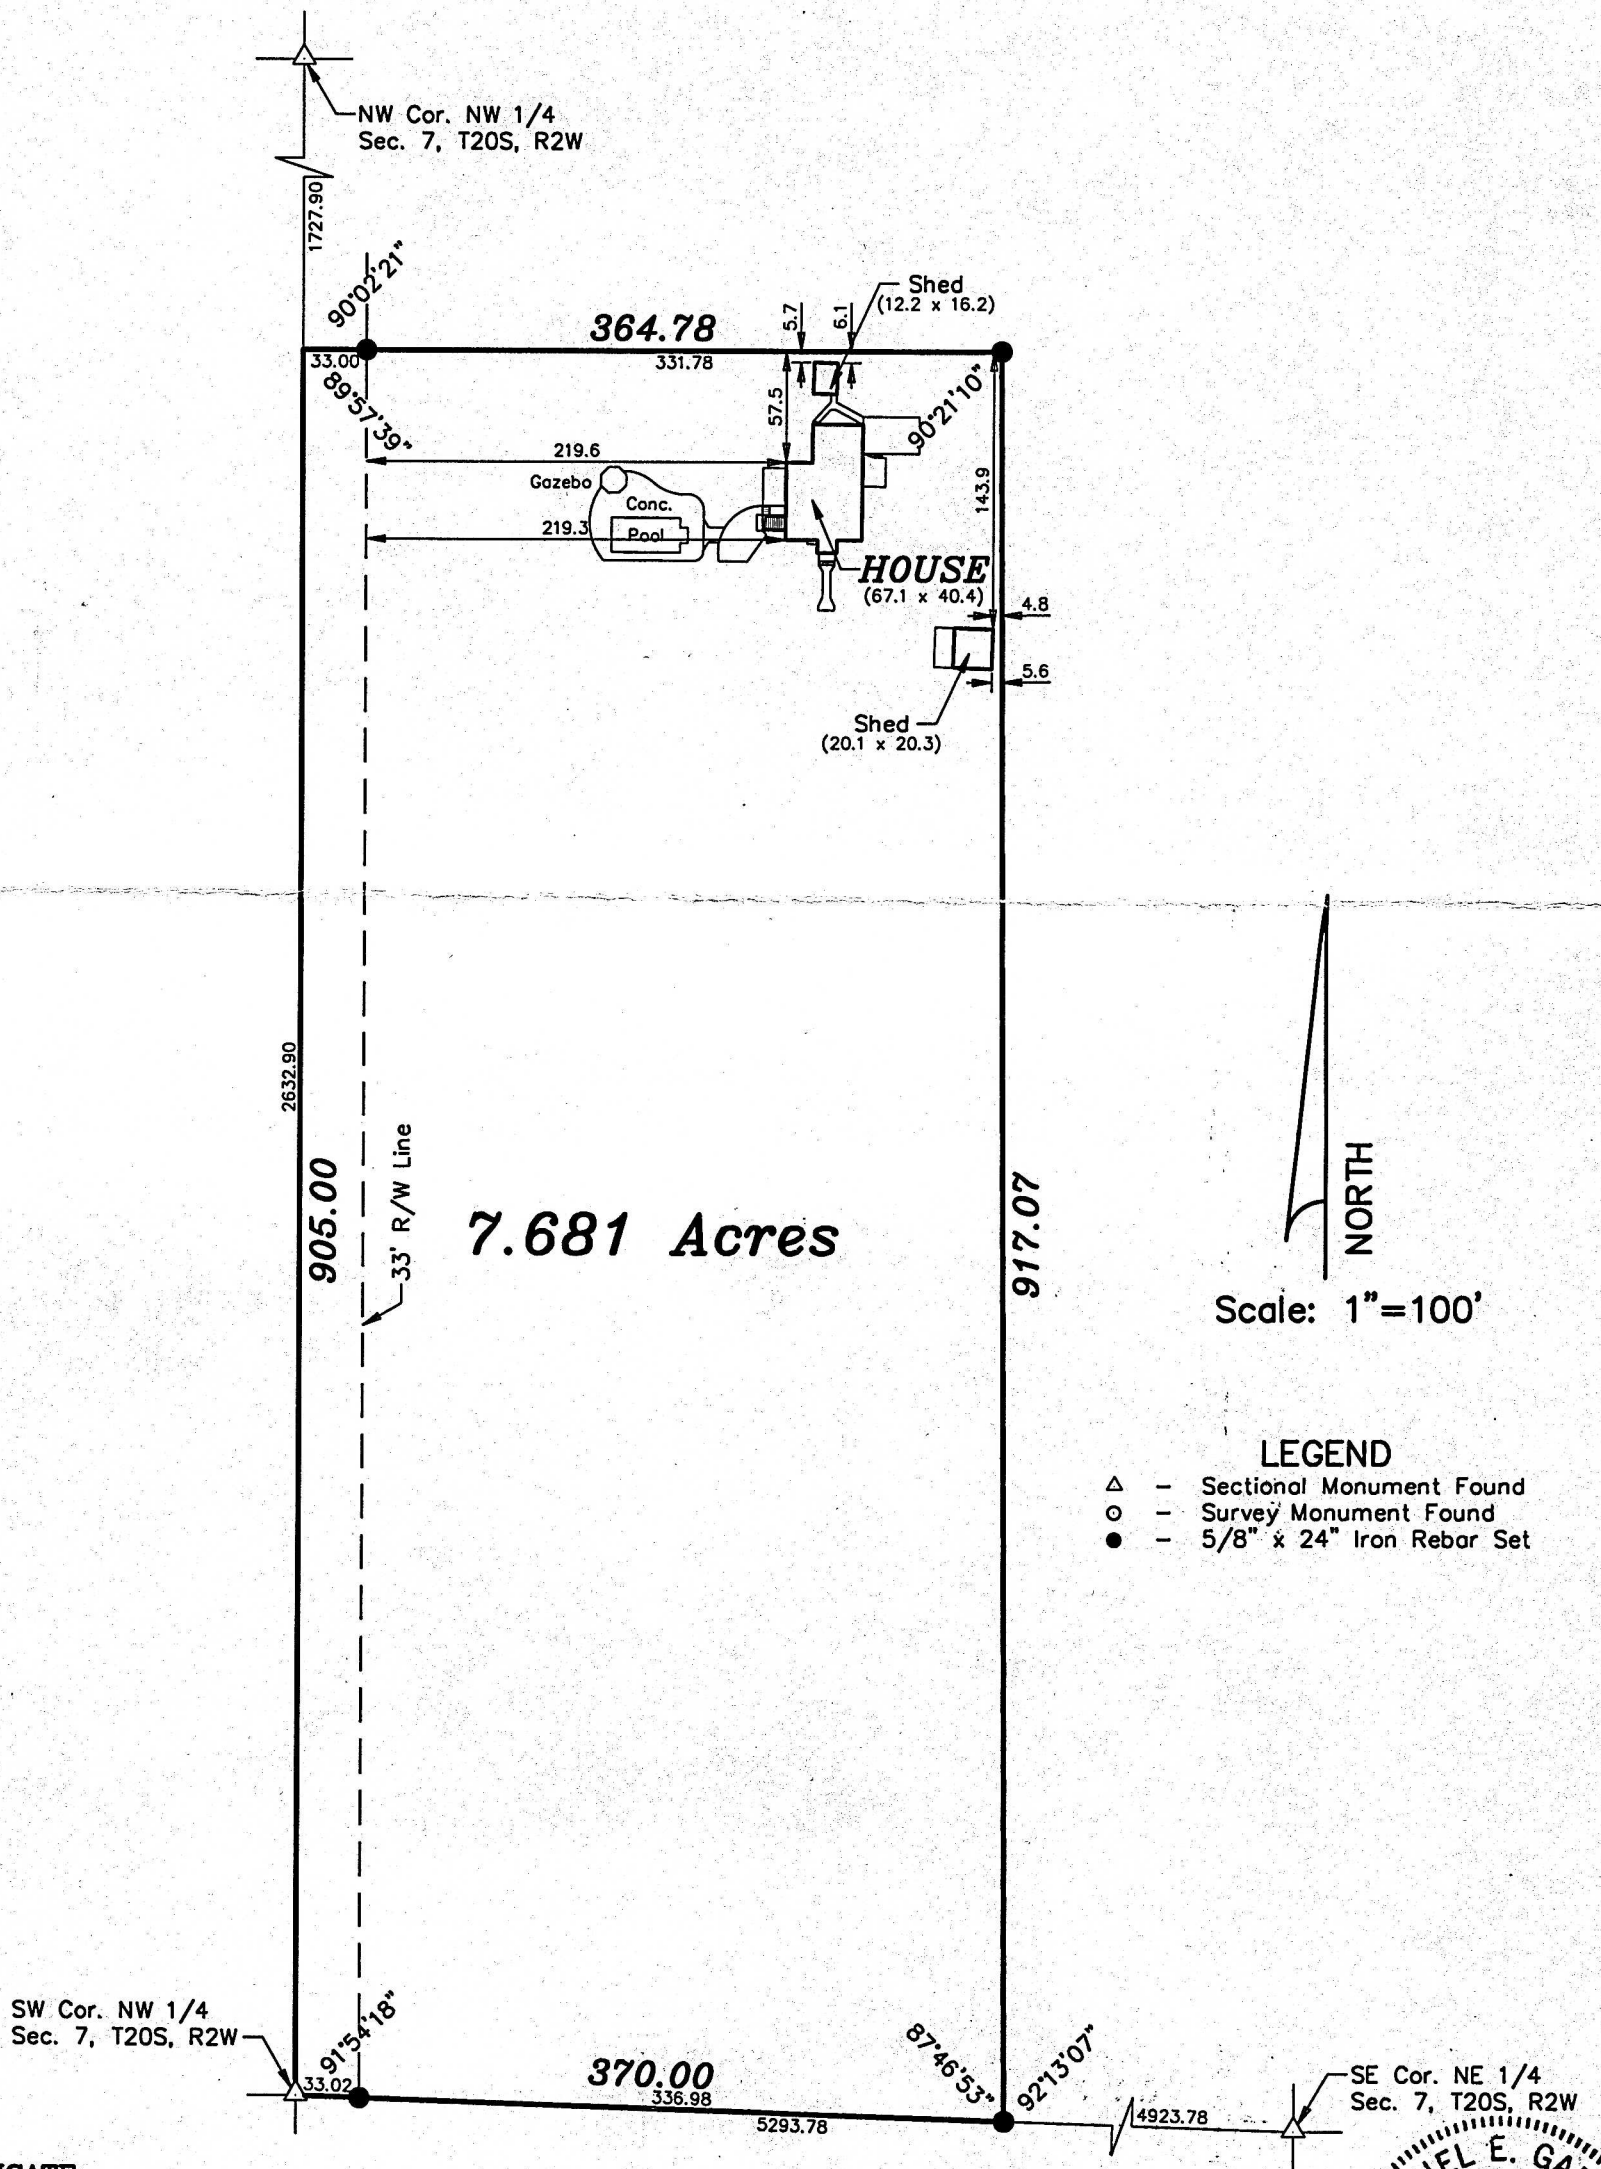 NW Cor. NW 1/4
Sec. 7, T20S, R2W
1727.90
90°02'21"
Shed
(12.2 x 16.2)
5.7
6.1
364.78
33.00
331.78
89°57'39"
57.5
90°21'10"
219.6
Gazebo
Conc.
Pool
219.3
143.9
HOUSE
(67.1 x 40.4)
4.8
5.6
Shed
(20.1 x 20.3)
2632.90
905.00
33' R/W Line
7.681 Acres
917.07
NORTH
Scale: 1"=100'
LEGEND
△ - Sectional Monument Found
⊙ - Survey Monument Found
● - 5/8" x 24" Iron Rebar Set
SW Cor. NW 1/4
Sec. 7, T20S, R2W
91°54'18"
33.02
370.00
336.98
5293.78
87°46'53"
92°13'07"
4923.78
SE Cor. NE 1/4
Sec. 7, T20S, R2W
E. GA